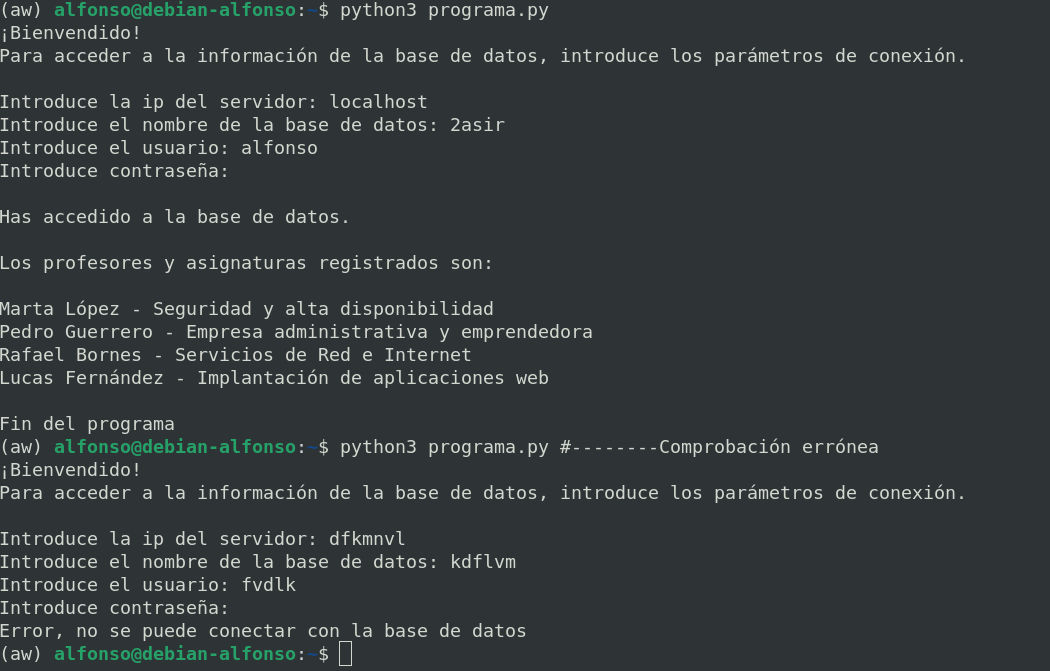 (aw) alfonso@debian-alfonso:~$ python3 programa.py
¡Bienvendido!
Para acceder a la información de la base de datos, introduce los parámetros de conexión.
Introduce la ip del servidor: localhost
Introduce el nombre de la base de datos: 2asir
Introduce el usuario: alfonso
Introduce contraseña:
Has accedido a la base de datos.
Los profesores y asignaturas registrados son:
Marta López - Seguridad y alta disponibilidad
Pedro Guerrero - Empresa administrativa y emprendedora
Rafael Bornes - Servicios de Red e Internet
Lucas Fernández - Implantación de aplicaciones web
Fin del programa
(aw) alfonso@debian-alfonso:~$ python3 programa.py #--------Comprobación errónea
¡Bienvendido!
Para acceder a la información de la base de datos, introduce los parámetros de conexión.
Introduce la ip del servidor: dfkmnvl
Introduce el nombre de la base de datos: kdflvm
Introduce el usuario: fvdlk
Introduce contraseña:
Error, no se puede conectar con la base de datos
(aw) alfonso@debian-alfonso:~$